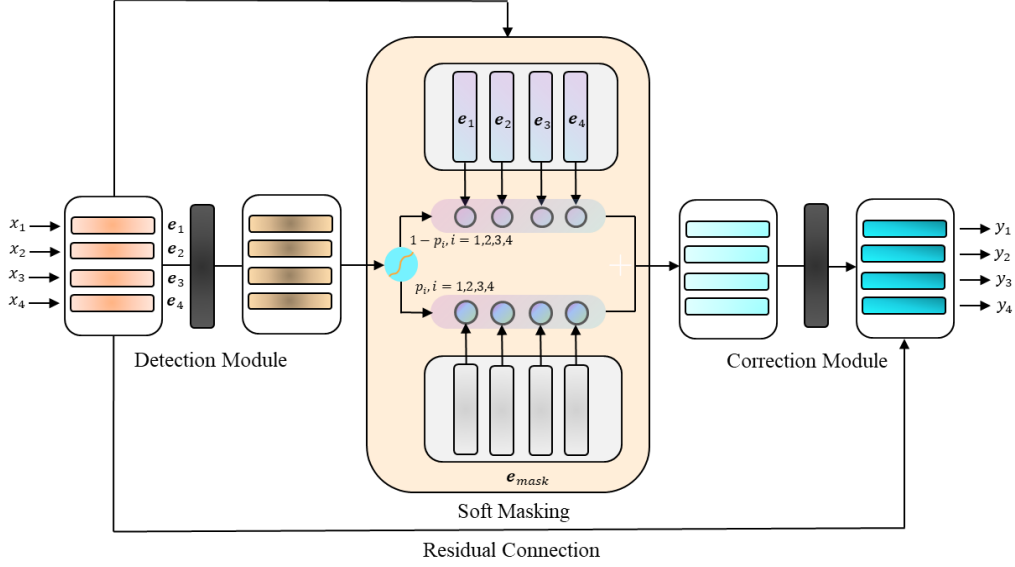 e₁ e₂ e₃ e₄
x₁ e₁
x₂ e₂
x₃ e₃
x₄ e₄
1 − pᵢ, i = 1,2,3,4
pᵢ, i = 1,2,3,4
+
y₁
y₂
y₃
y₄
Detection Module
Correction Module
e_mask
Soft Masking
Residual Connection